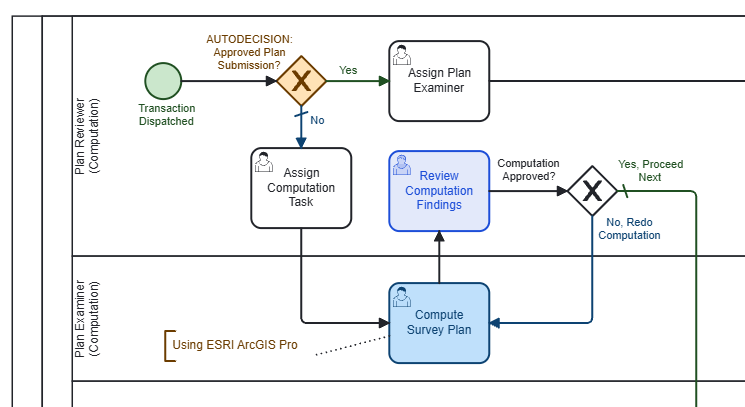 Plan Reviewer
(Computation)
AUTODECISION:
Approved Plan
Submission?
Transaction
Dispatched
Yes
No
Assign Plan
Examiner
Assign
Computation
Task
Review
Computation
Findings
Computation
Approved?
Yes, Proceed
Next
No, Redo
Computation
Plan Examiner
(Computation)
Compute
Survey Plan
Using ESRI ArcGIS Pro